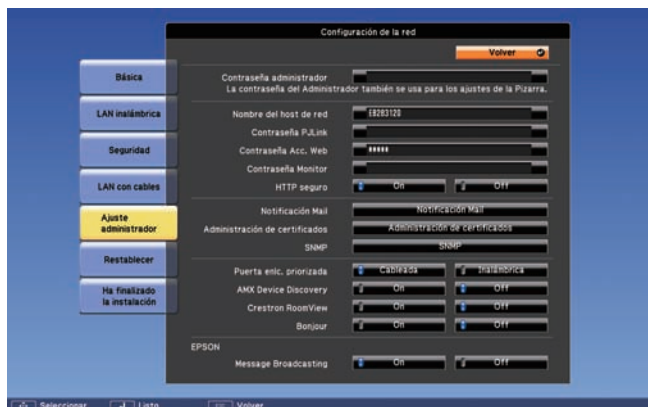 Configuración de la red
Volver
Básica
LAN inalámbrica
Seguridad
LAN con cables
Ajuste
administrador
Restablecer
Ha finalizado
la instalación
Contraseña administrador
La contraseña del Administrador también se usa para los ajustes de la Pizarra.
Nombre del host de red EB283120
Contraseña PJLink
Contraseña Acc. Web *****
Contraseña Monitor
HTTP seguro On Off
Notificación Mail Notificación Mail
Administración de certificados Administración de certificados
SNMP SNMP
Puerta enlc. priorizada Cableada Inalámbrica
AMX Device Discovery On Off
Crestron RoomView On Off
Bonjour On Off
EPSON
Message Broadcasting On Off
Seleccionar Listo Volver